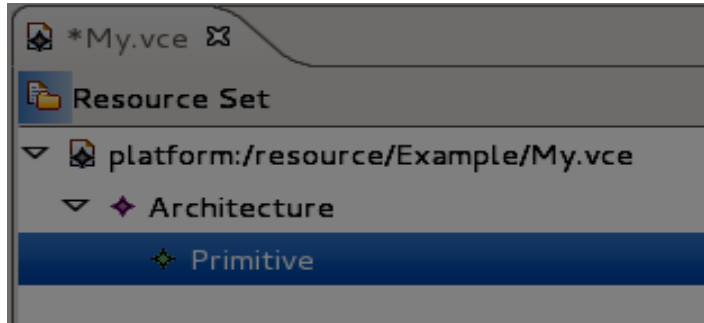 *My.vce
Resource Set
platform:/resource/Example/My.vce
Architecture
Primitive